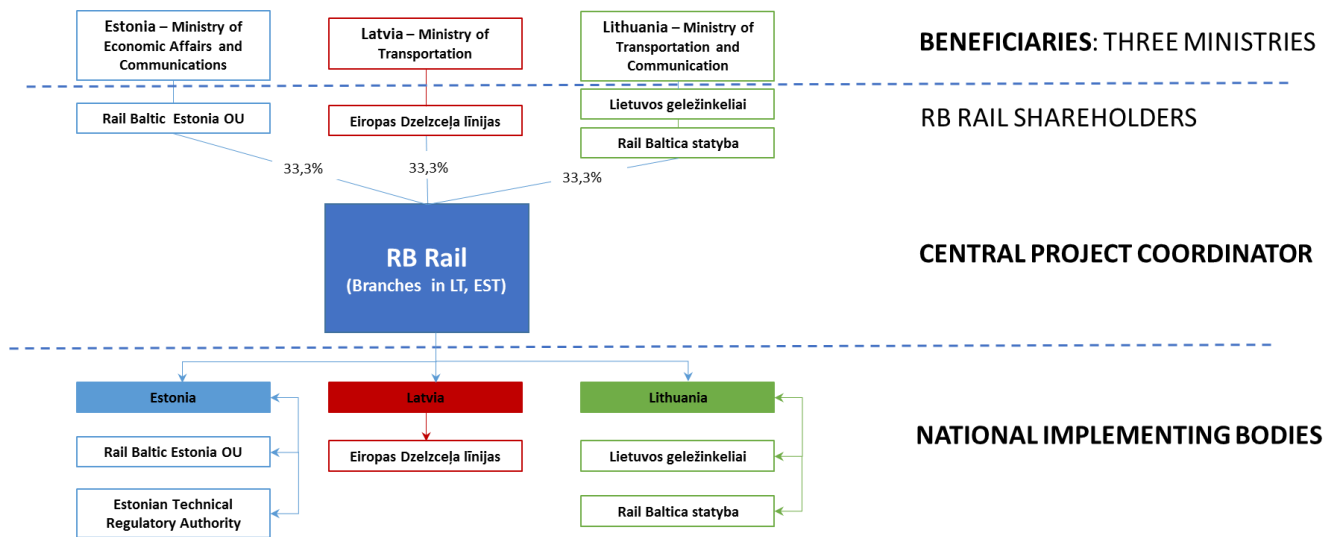 Estonia – Ministry of
Economic Affairs and
Communications
Latvia – Ministry of
Transportation
Lithuania – Ministry of
Transportation and
Communication
BENEFICIARIES: THREE MINISTRIES
Rail Baltic Estonia OU
Eiropas Dzelzceļa līnijas
Lietuvos geležinkeliai
Rail Baltica statyba
RB RAIL SHAREHOLDERS
33,3%
33,3%
33,3%
RB Rail
(Branches in LT, EST)
CENTRAL PROJECT COORDINATOR
Estonia
Latvia
Lithuania
Rail Baltic Estonia OU
Eiropas Dzelzceļa līnijas
Lietuvos geležinkeliai
NATIONAL IMPLEMENTING BODIES
Estonian Technical
Regulatory Authority
Rail Baltica statyba